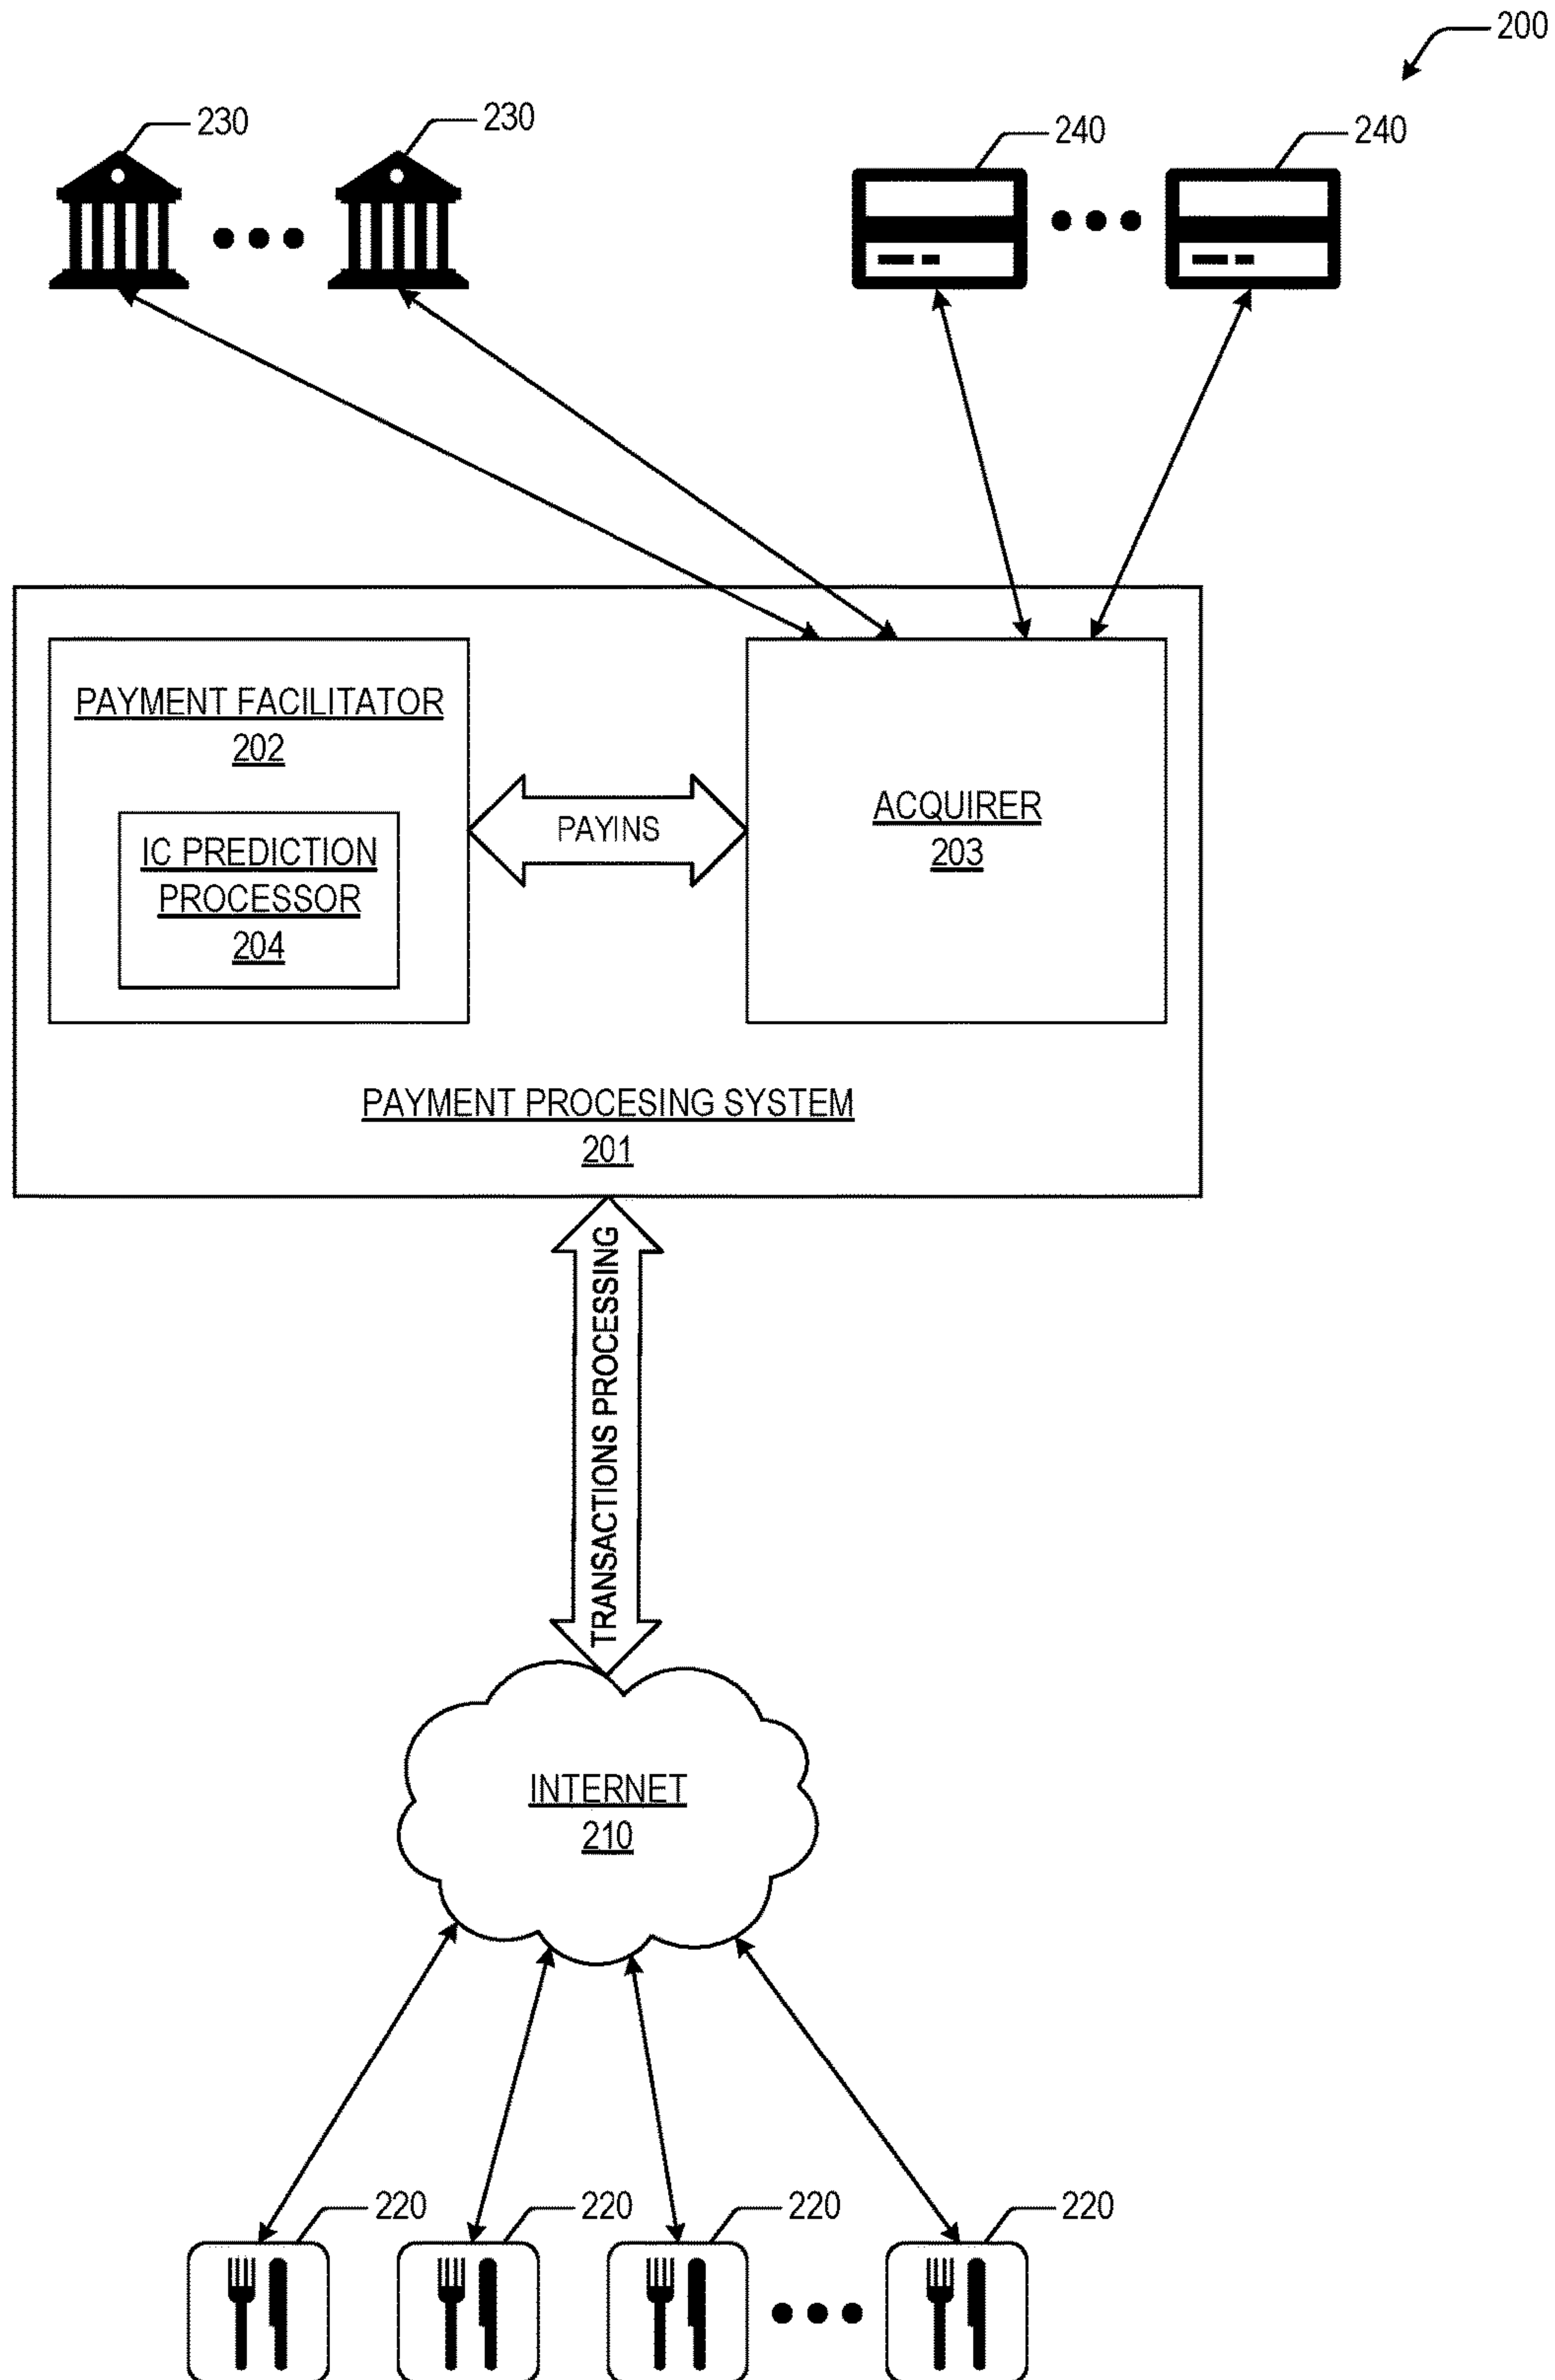 200
230
230
240
240
PAYMENT FACILITATOR
202
IC PREDICTION
PROCESSOR
204
PAYINS
ACQUIRER
203
PAYMENT PROCESING SYSTEM
201
TRANSACTIONS PROCESSING
INTERNET
210
220
220
220
220